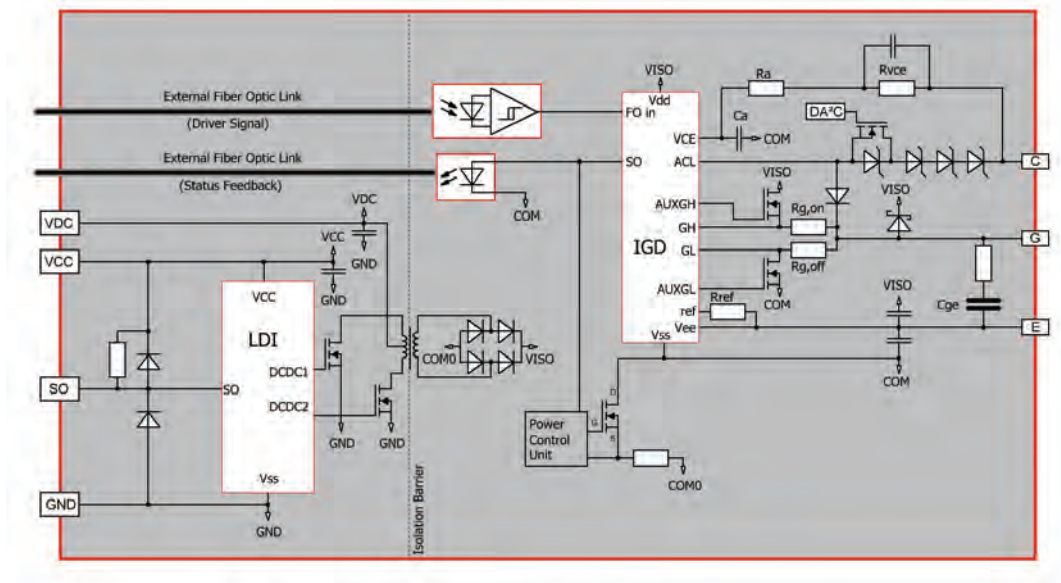 External Fiber Optic Link
(Driver Signal)
External Fiber Optic Link
(Status Feedback)
VISO
Vdd
FO in
VCE
SO
ACL
AUXGH
GH
IGD
GL
AUXGL
ref
Vee
Vss
Ra
Rvce
Ca
COM
DA²C
VISO
Rg,on
Rg,off
COM
Rref
VISO
VISO
Cge
COM
C
G
E
COM
VDC
VCC
SO
GND
VDC
GND
VCC
GND
VCC
LDI
DCDC1
DCDC2
SO
Vss
GND
GND
GND
COM0
VISO
Isolation Barrier
Power
Control
Unit
D
G
S
COM0